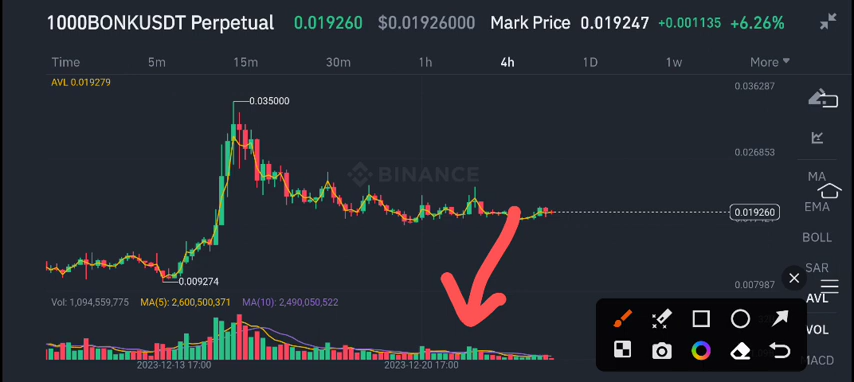 1000BONKUSDT Perpetual 0.019260 $0.01926000 Mark Price 0.019247 +0.001135 +6.26%
Time 5m 15m 30m 1h 4h 1D 1w More
AVL 0.019279
0.036287
0.035000
0.026853
BINANCE
MA
EMA
0.019260
BOLL
SAR
0.009274
0.007987
AVL
Vol: 1,094,559,775 MA(5): 2,600,500,371 MA(10): 2,490,050,522
VOL
MACD
2023-12-13 17:00 2023-12-20 17:00